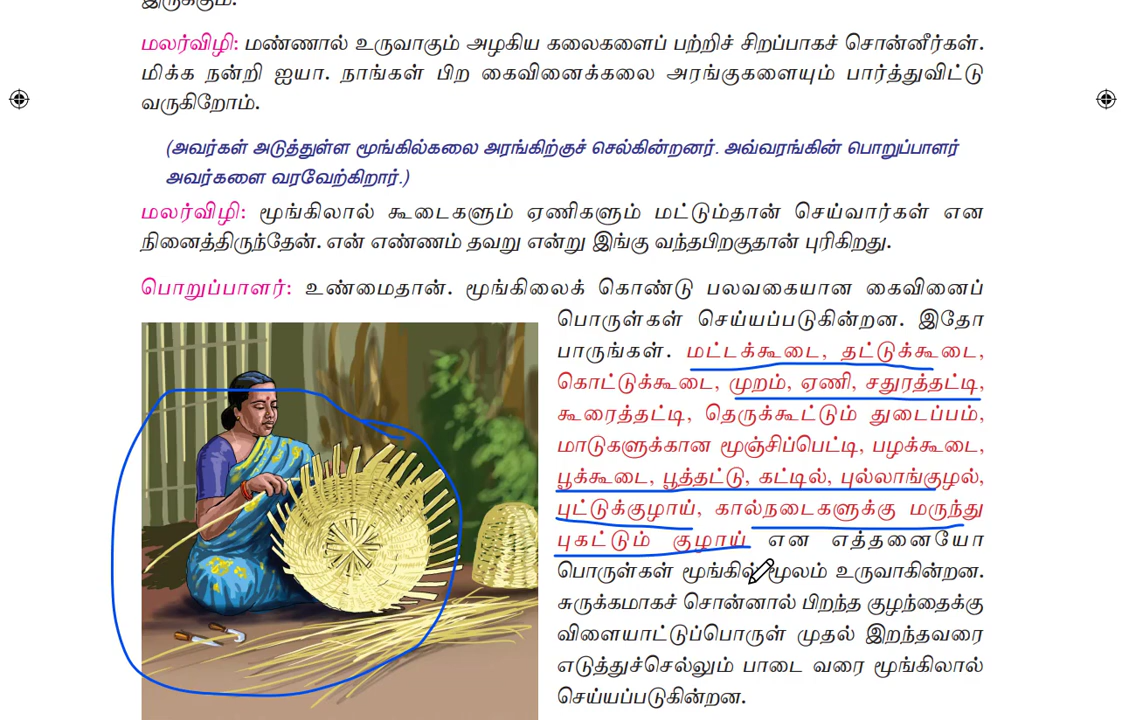 இருக்கும்.
மலர்விழி: மண்ணால் உருவாகும் அழகிய கலைகளைப் பற்றிச் சிறப்பாகச் சொன்னீர்கள்.
மிக்க நன்றி ஐயா. நாங்கள் பிற கைவினைக்கலை அரங்குகளையும் பார்த்துவிட்டு
வருகிறோம்.
(அவர்கள் அடுத்துள்ள மூங்கில்கலை அரங்கிற்குச் செல்கின்றனர். அவ்வரங்கின் பொறுப்பாளர்
அவர்களை வரவேற்கிறார்.)
மலர்விழி: மூங்கிலால் கூடைகளும் ஏணிகளும் மட்டும்தான் செய்வார்கள் என
நினைத்திருந்தேன். என் எண்ணம் தவறு என்று இங்கு வந்தபிறகுதான் புரிகிறது.
பொறுப்பாளர்: உண்மைதான். மூங்கிலைக் கொண்டு பலவகையான கைவினைப்
பொருள்கள் செய்யப்படுகின்றன. இதோ
பாருங்கள். மட்டக்கூடை, தட்டுக்கூடை,
கொட்டுக்கூடை, முறம், ஏணி, சதுரத்தட்டி,
கூரைத்தட்டி, தெருக்கூட்டும் துடைப்பம்,
மாடுகளுக்கான மூஞ்சிப்பெட்டி, பழக்கூடை,
பூக்கூடை, பூத்தட்டு, கட்டில், புல்லாங்குழல்,
புட்டுக்குழாய், கால்நடைகளுக்கு மருந்து
புகட்டும் குழாய் என எத்தனையோ
பொருள்கள் மூங்கில் மூலம் உருவாகின்றன.
சுருக்கமாகச் சொன்னால் பிறந்த குழந்தைக்கு
விளையாட்டுப்பொருள் முதல் இறந்தவரை
எடுத்துச்செல்லும் பாடை வரை மூங்கிலால்
செய்யப்படுகின்றன.